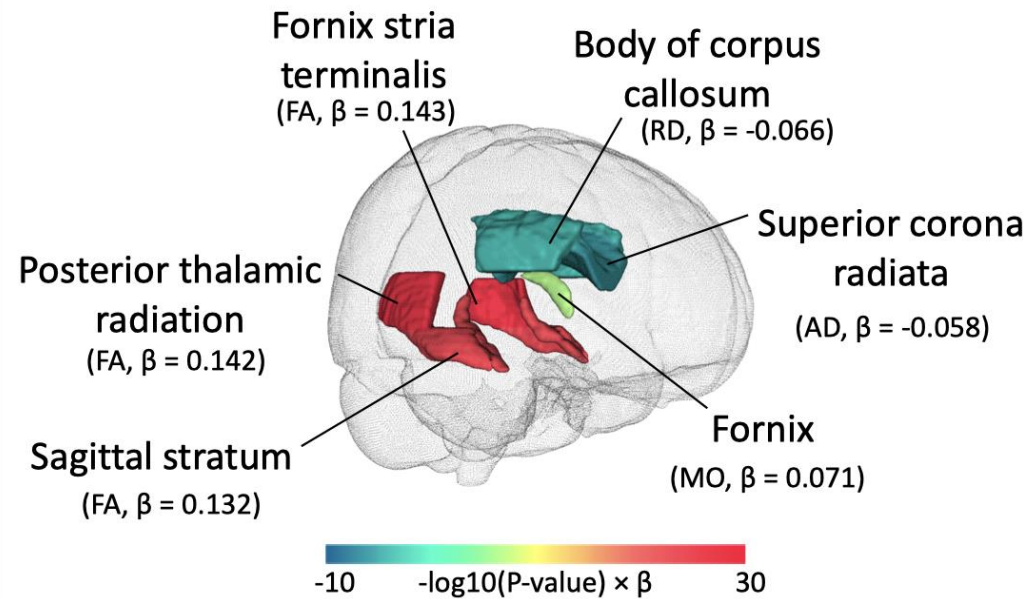 Fornix stria
terminalis
(FA, β = 0.143)
Body of corpus
callosum
(RD, β = -0.066)
Superior corona
radiata
(AD, β = -0.058)
Posterior thalamic
radiation
(FA, β = 0.142)
Fornix
(MO, β = 0.071)
Sagittal stratum
(FA, β = 0.132)
-10 -log10(P-value) × β 30